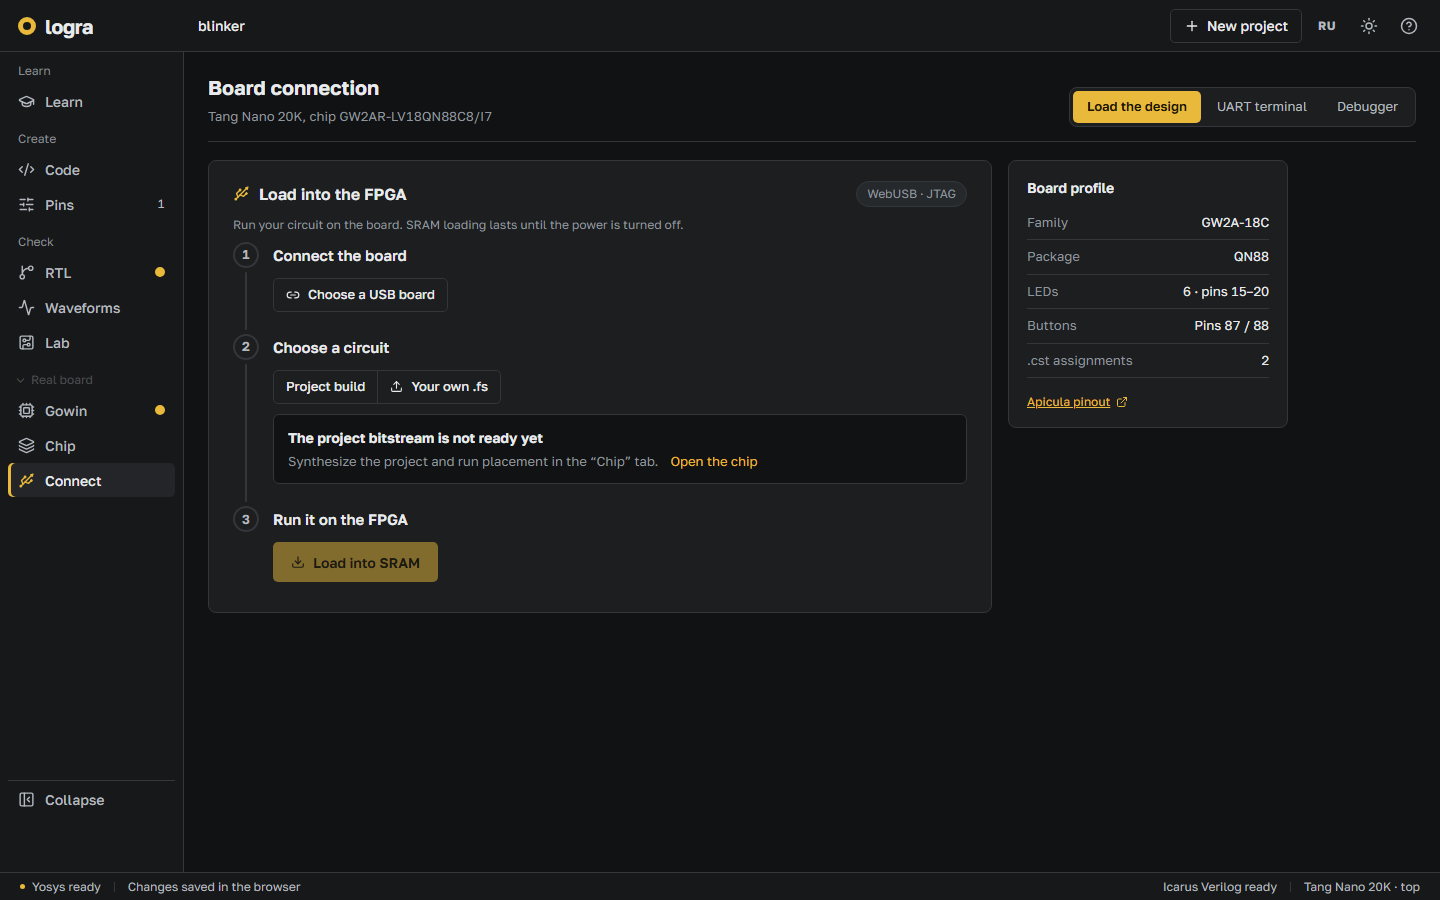 logra
blinker
New project
RU
Learn
Learn
Create
Code
Pins
1
Check
RTL
Waveforms
Lab
Real board
Gowin
Chip
Connect
Collapse
Board connection
Tang Nano 20K, chip GW2AR-LV18QN88C8/I7
Load the design
UART terminal
Debugger
Load into the FPGA
WebUSB · JTAG
Run your circuit on the board. SRAM loading lasts until the power is turned off.
1
Connect the board
Choose a USB board
2
Choose a circuit
Project build
Your own .fs
The project bitstream is not ready yet
Synthesize the project and run placement in the “Chip” tab. Open the chip
3
Run it on the FPGA
Load into SRAM
Board profile
Family GW2A-18C
Package QN88
LEDs 6 · pins 15–20
Buttons Pins 87 / 88
.cst assignments 2
Apicula pinout
Yosys ready
Changes saved in the browser
Icarus Verilog ready
Tang Nano 20K · top